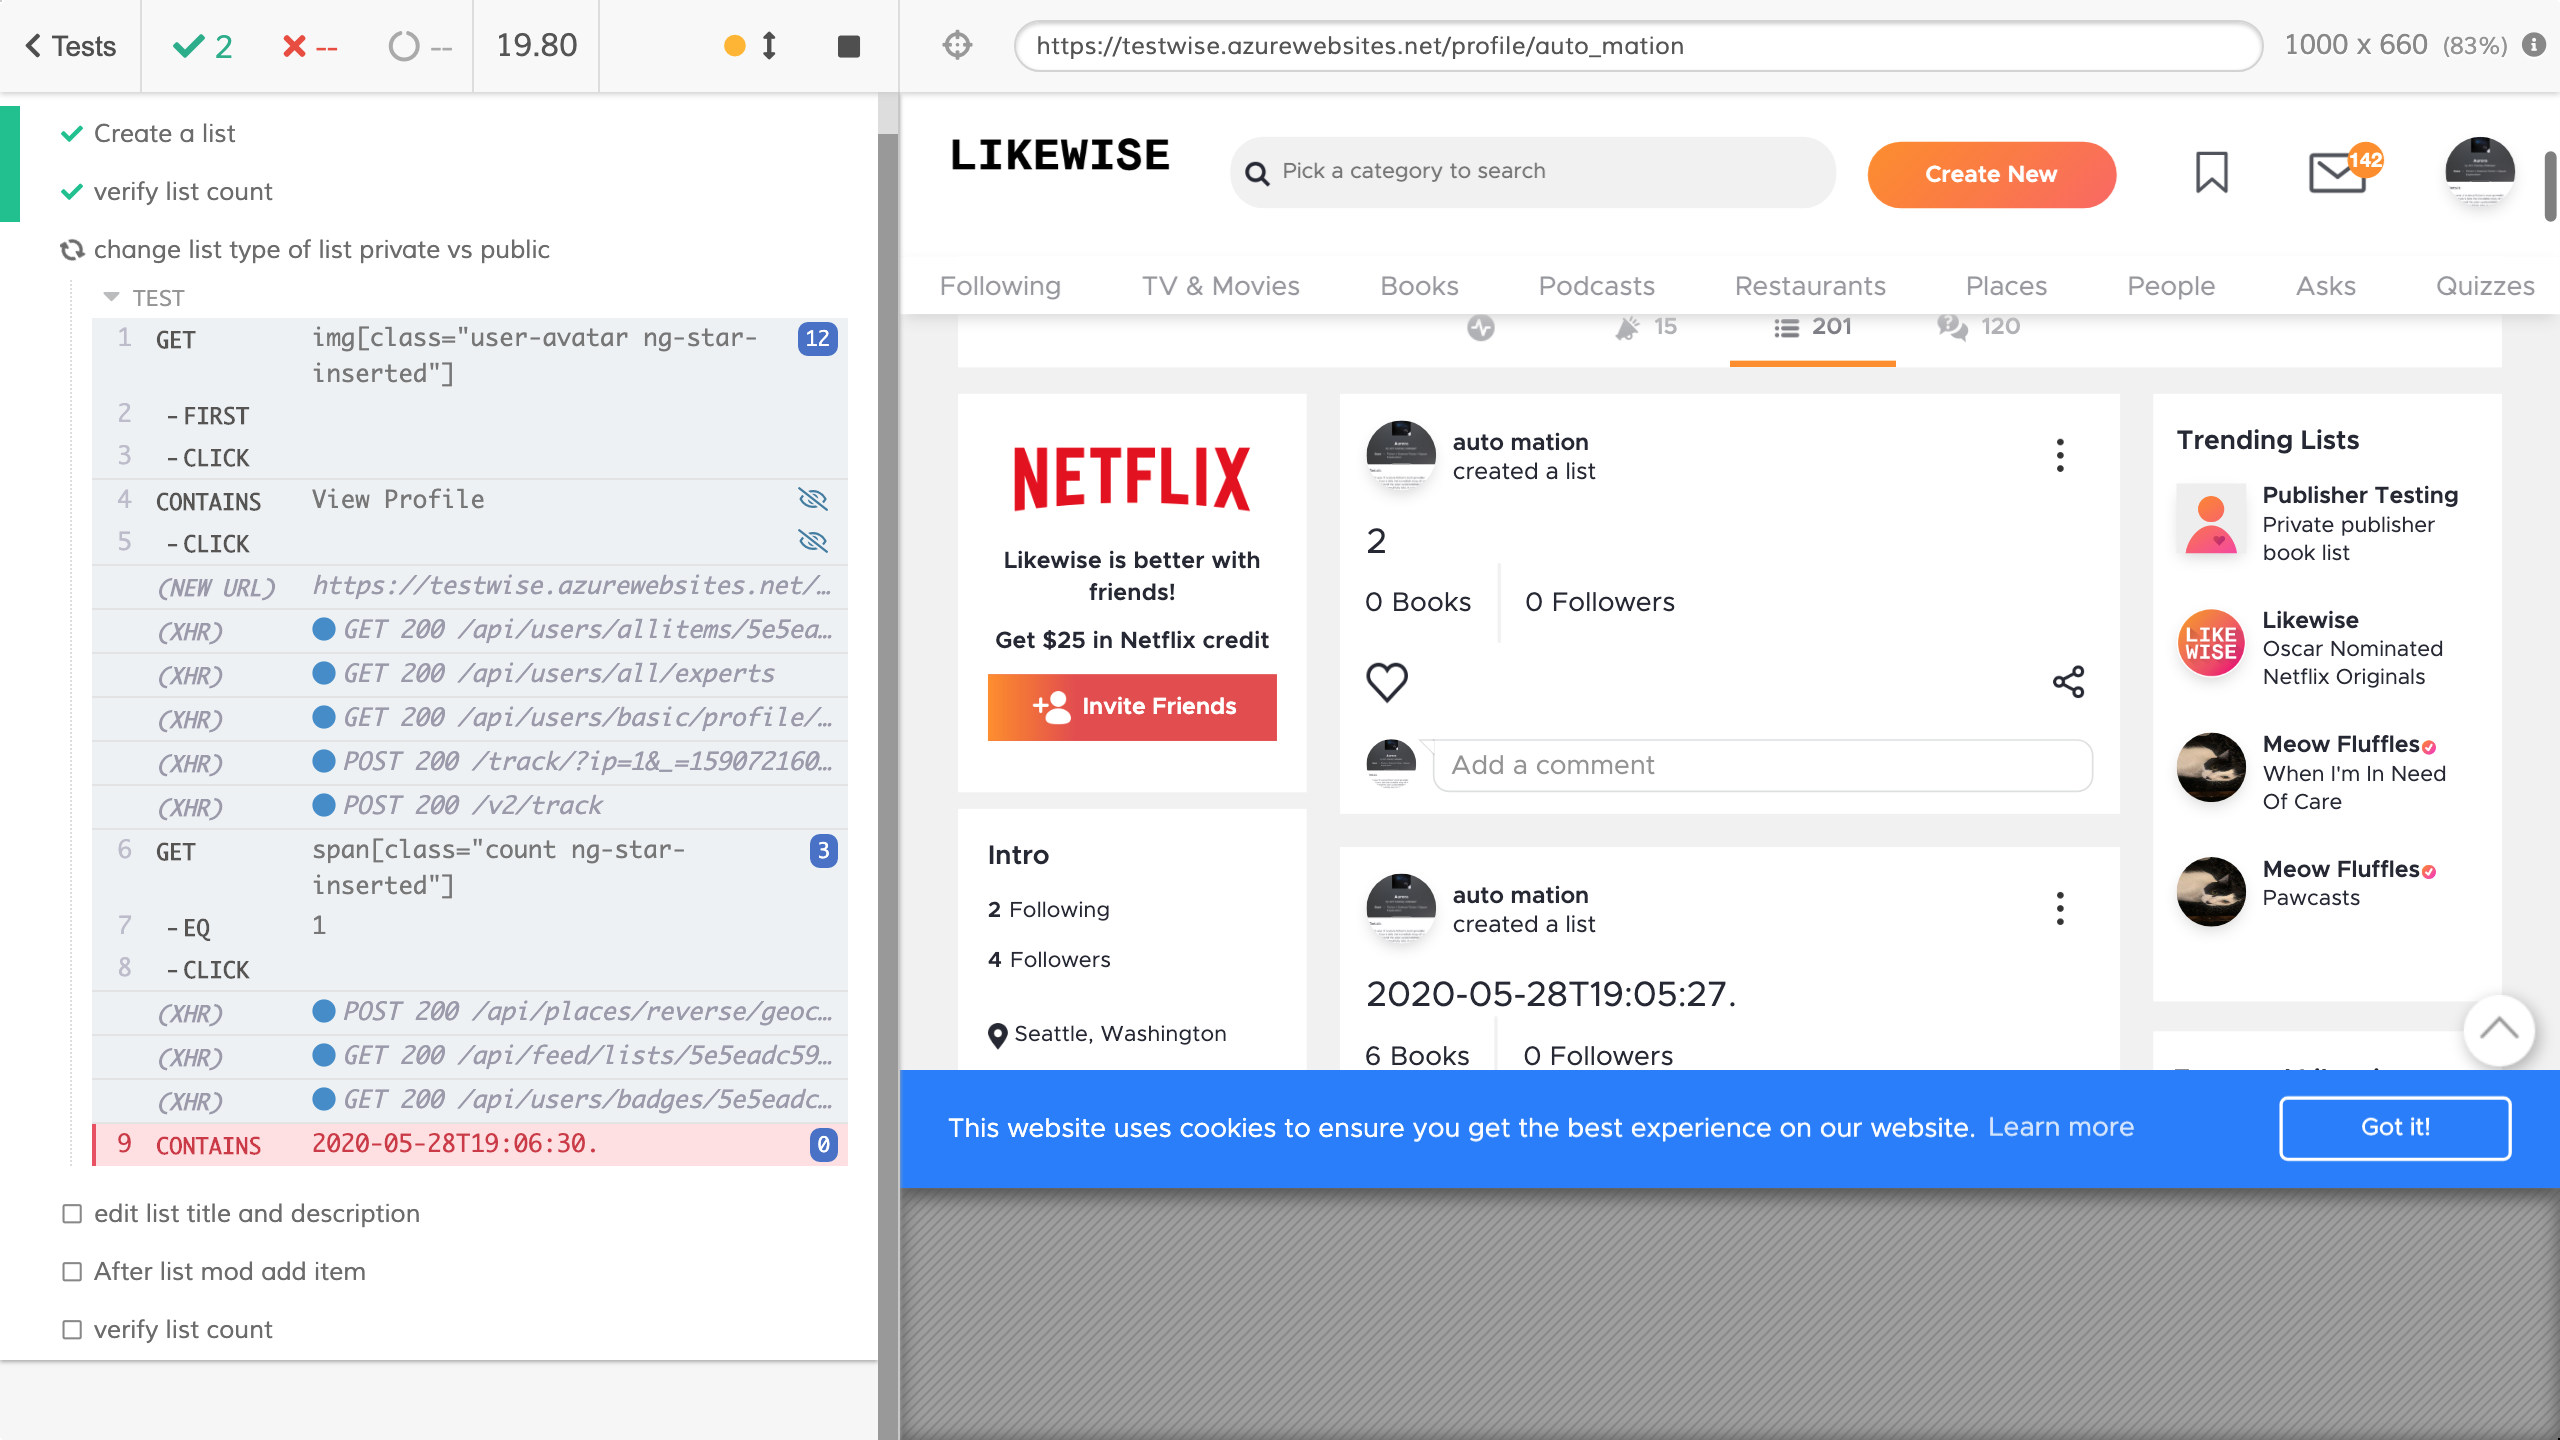 Tests
2
--
--
19.80
https://testwise.azurewebsites.net/profile/auto_mation
1000 x 660 (83%)
Create a list
verify list count
change list type of list private vs public
TEST
1 GET img[class="user-avatar ng-star-
inserted"] 12
2 -FIRST
3 -CLICK
4 CONTAINS View Profile
5 -CLICK
(NEW URL) https://testwise.azurewebsites.net/…
(XHR) GET 200 /api/users/allitems/5e5ea…
(XHR) GET 200 /api/users/all/experts
(XHR) GET 200 /api/users/basic/profile/…
(XHR) POST 200 /track/?ip=1&_=159072160…
(XHR) POST 200 /v2/track
6 GET span[class="count ng-star-
inserted"] 3
7 -EQ 1
8 -CLICK
(XHR) POST 200 /api/places/reverse/geoc…
(XHR) GET 200 /api/feed/lists/5e5eadc59…
(XHR) GET 200 /api/users/badges/5e5eadc…
9 CONTAINS 2020-05-28T19:06:30. 0
edit list title and description
After list mod add item
verify list count
LIKEWISE
Pick a category to search
Create New
142
Following TV & Movies Books Podcasts Restaurants Places People Asks Quizzes
15 201 120
NETFLIX
Likewise is better with
friends!
Get $25 in Netflix credit
Invite Friends
Intro
2 Following
4 Followers
Seattle, Washington
auto mation
created a list
2
0 Books 0 Followers
Add a comment
auto mation
created a list
2020-05-28T19:05:27.
6 Books 0 Followers
Trending Lists
Publisher Testing
Private publisher
book list
LIKE
WISE
Likewise
Oscar Nominated
Netflix Originals
Meow Fluffles
When I'm In Need
Of Care
Meow Fluffles
Pawcasts
This website uses cookies to ensure you get the best experience on our website. Learn more
Got it!